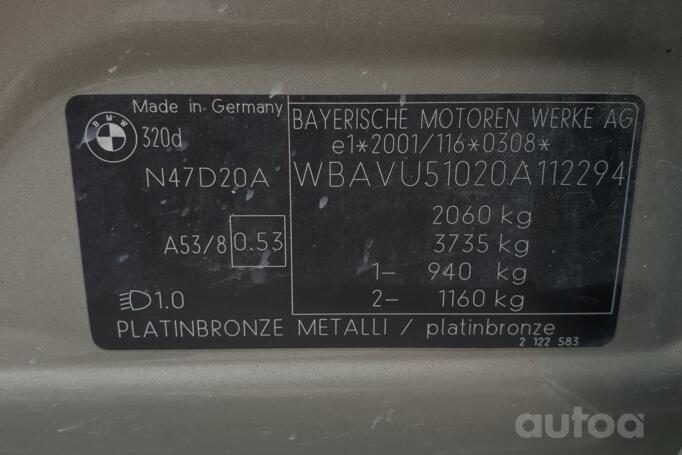 Made in Germany
BMW
320d
N47D20A
A53/8 0.53
1.0
BAYERISCHE MOTOREN WERKE AG
e1*2001/116*0308*
WBAVU51020A112294
2060 kg
3735 kg
1- 940 kg
2- 1160 kg
PLATINBRONZE METALLI / platinbronze
2 122 583
autoa